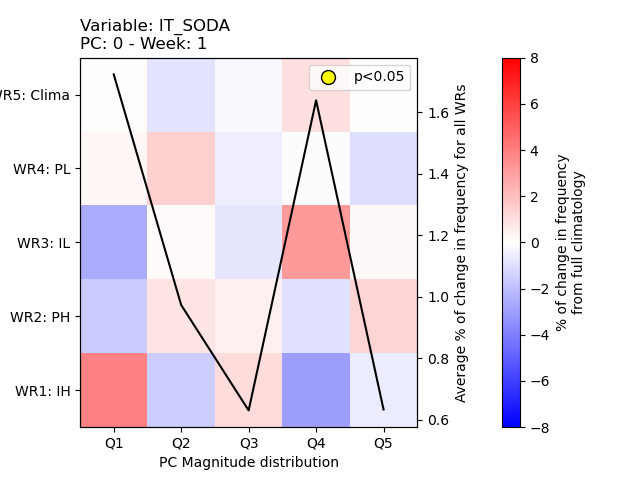 Variable: IT_SODA
PC: 0 - Week: 1
p<0.05
WR5: Clima
WR4: PL
WR3: IL
WR2: PH
WR1: IH
Q1 Q2 Q3 Q4 Q5
PC Magnitude distribution
1.6
1.4
1.2
1.0
0.8
0.6
Average % of change in frequency for all WRs
8
6
4
2
0
−2
−4
−6
−8
% of change in frequency
from full climatology